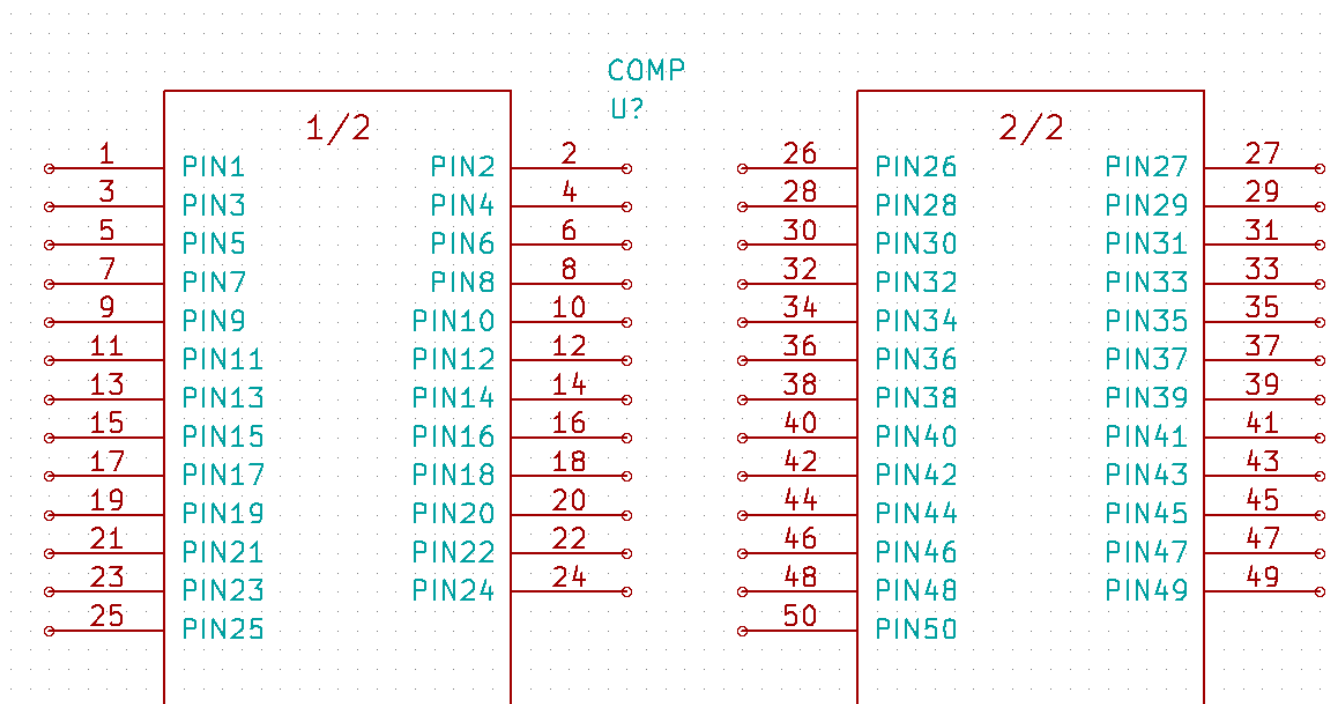 COMP
U?
1/2
1 PIN1 PIN2 2
3 PIN3 PIN4 4
5 PIN5 PIN6 6
7 PIN7 PIN8 8
9 PIN9 PIN10 10
11 PIN11 PIN12 12
13 PIN13 PIN14 14
15 PIN15 PIN16 16
17 PIN17 PIN18 18
19 PIN19 PIN20 20
21 PIN21 PIN22 22
23 PIN23 PIN24 24
25 PIN25
2/2
26 PIN26 PIN27 27
28 PIN28 PIN29 29
30 PIN30 PIN31 31
32 PIN32 PIN33 33
34 PIN34 PIN35 35
36 PIN36 PIN37 37
38 PIN38 PIN39 39
40 PIN40 PIN41 41
42 PIN42 PIN43 43
44 PIN44 PIN45 45
46 PIN46 PIN47 47
48 PIN48 PIN49 49
50 PIN50